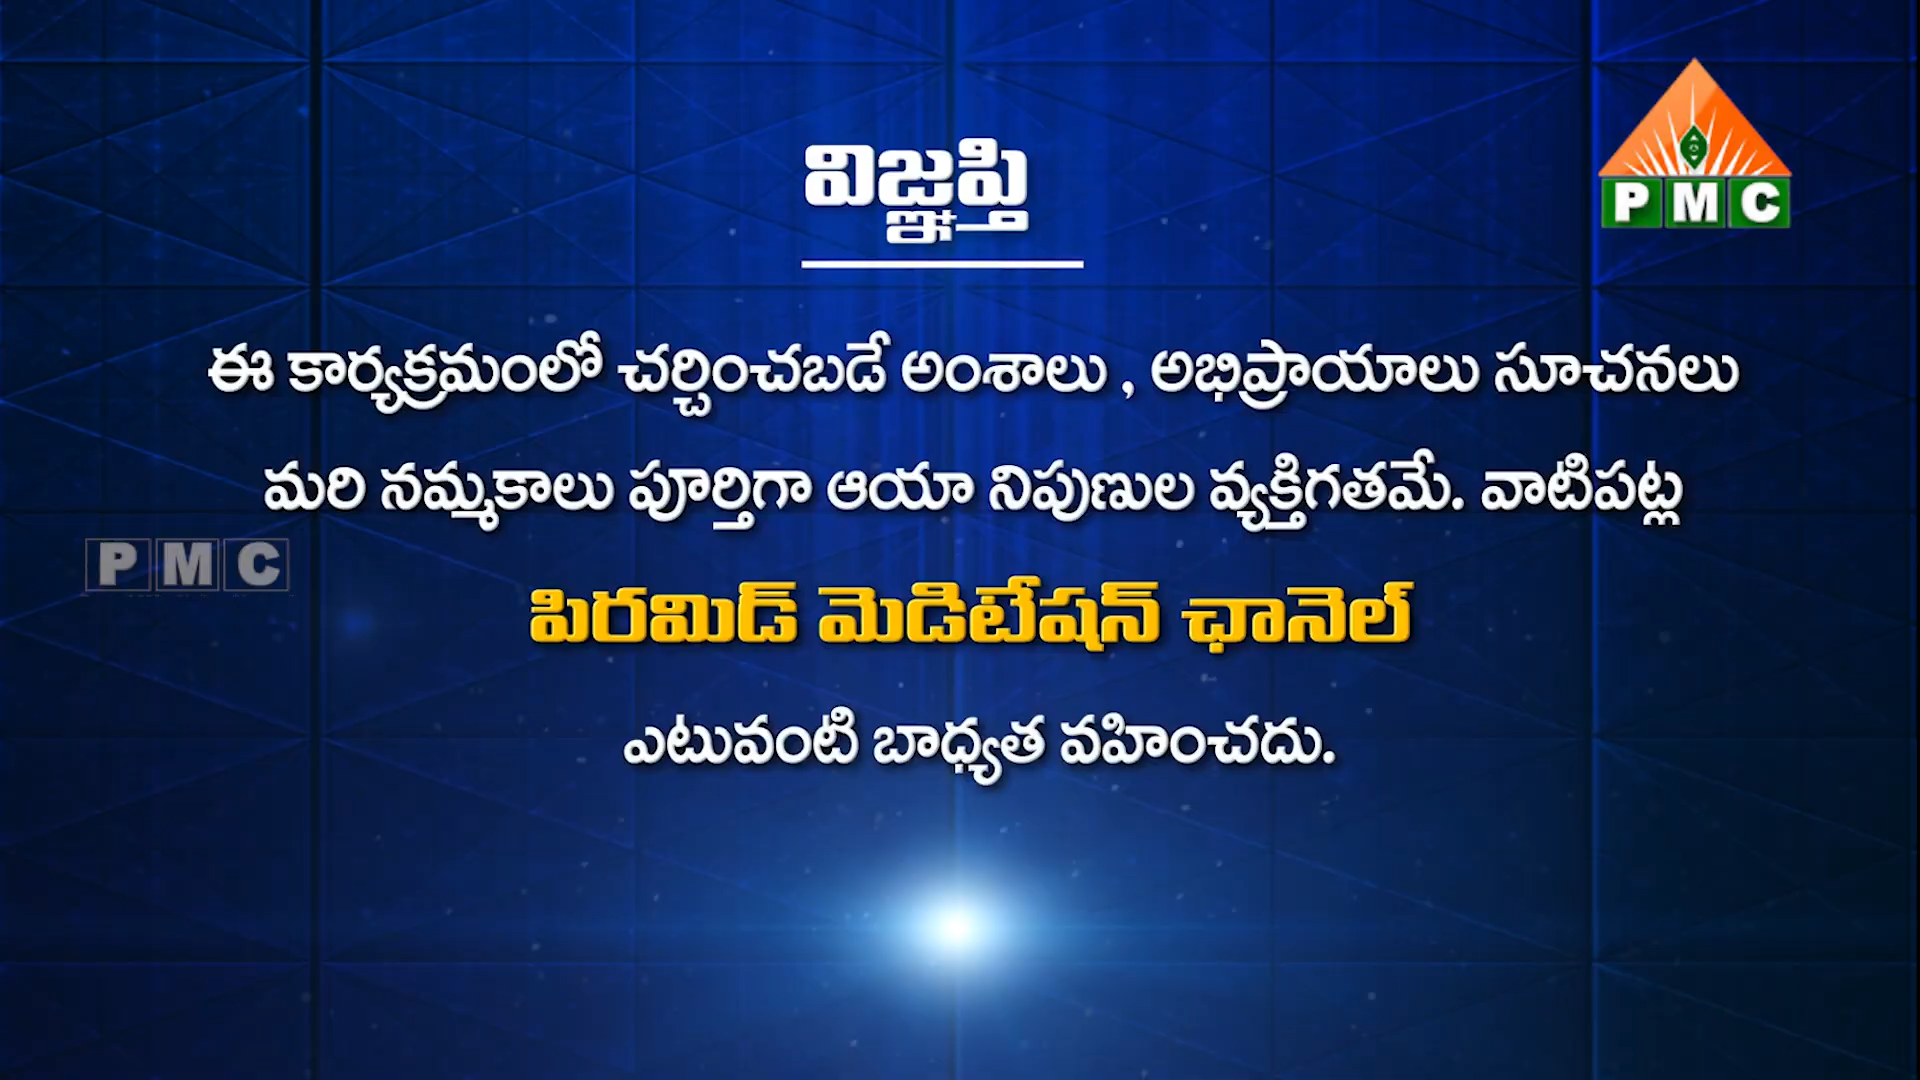 విజ్ఞప్తి
PMC
ఈ కార్యక్రమంలో చర్చించబడే అంశాలు , అభిప్రాయాలు సూచనలు
మరి నమ్మకాలు పూర్తిగా ఆయా నిపుణుల వ్యక్తిగతమే. వాటిపట్ల
PMC
పిరమిడ్ మెడిటేషన్ ఛానెల్
ఎటువంటి బాధ్యత వహించదు.